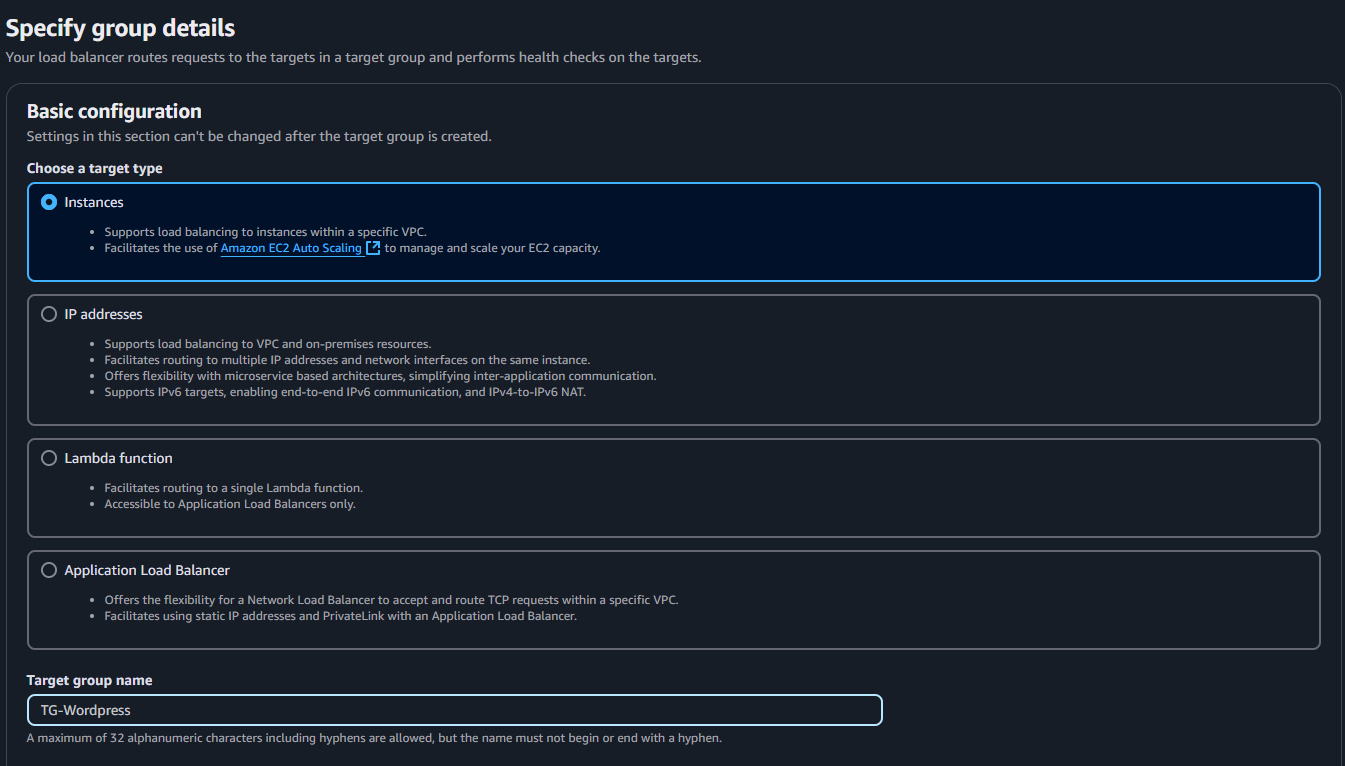 Specify group details
Your load balancer routes requests to the targets in a target group and performs health checks on the targets.
Basic configuration
Settings in this section can't be changed after the target group is created.
Choose a target type
Instances
• Supports load balancing to instances within a specific VPC.
• Facilitates the use of Amazon EC2 Auto Scaling to manage and scale your EC2 capacity.
IP addresses
• Supports load balancing to VPC and on-premises resources.
• Facilitates routing to multiple IP addresses and network interfaces on the same instance.
• Offers flexibility with microservice based architectures, simplifying inter-application communication.
• Supports IPv6 targets, enabling end-to-end IPv6 communication, and IPv4-to-IPv6 NAT.
Lambda function
• Facilitates routing to a single Lambda function.
• Accessible to Application Load Balancers only.
Application Load Balancer
• Offers the flexibility for a Network Load Balancer to accept and route TCP requests within a specific VPC.
• Facilitates using static IP addresses and PrivateLink with an Application Load Balancer.
Target group name
TG-Wordpress
A maximum of 32 alphanumeric characters including hyphens are allowed, but the name must not begin or end with a hyphen.